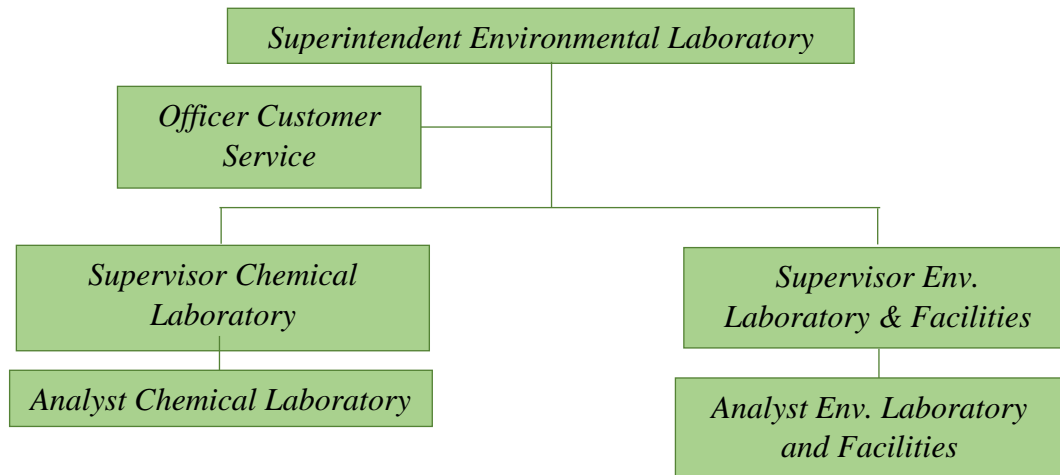 Superintendent Environmental Laboratory
Officer Customer
Service
Supervisor Chemical
Laboratory
Supervisor Env.
Laboratory & Facilities
Analyst Chemical Laboratory
Analyst Env. Laboratory
and Facilities